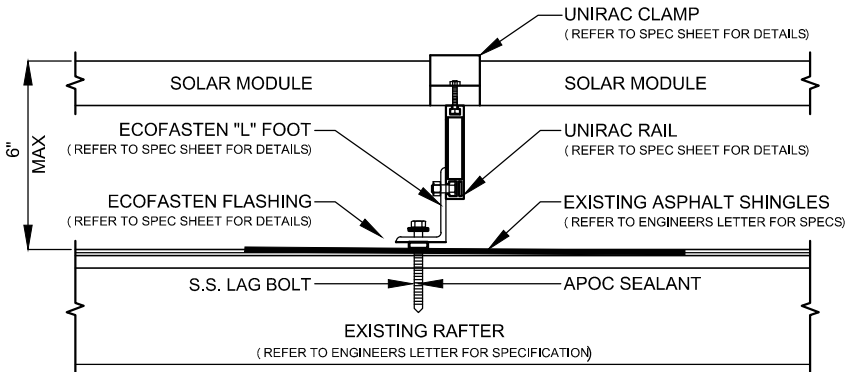 UNIRAC CLAMP
( REFER TO SPEC SHEET FOR DETAILS)
SOLAR MODULE
SOLAR MODULE
6"
MAX
ECOFASTEN "L" FOOT
( REFER TO SPEC SHEET FOR DETAILS)
UNIRAC RAIL
( REFER TO SPEC SHEET FOR DETAILS)
ECOFASTEN FLASHING
( REFER TO SPEC SHEET FOR DETAILS)
EXISTING ASPHALT SHINGLES
( REFER TO ENGINEERS LETTER FOR SPECS)
S.S. LAG BOLT
APOC SEALANT
EXISTING RAFTER
( REFER TO ENGINEERS LETTER FOR SPECIFICATION)